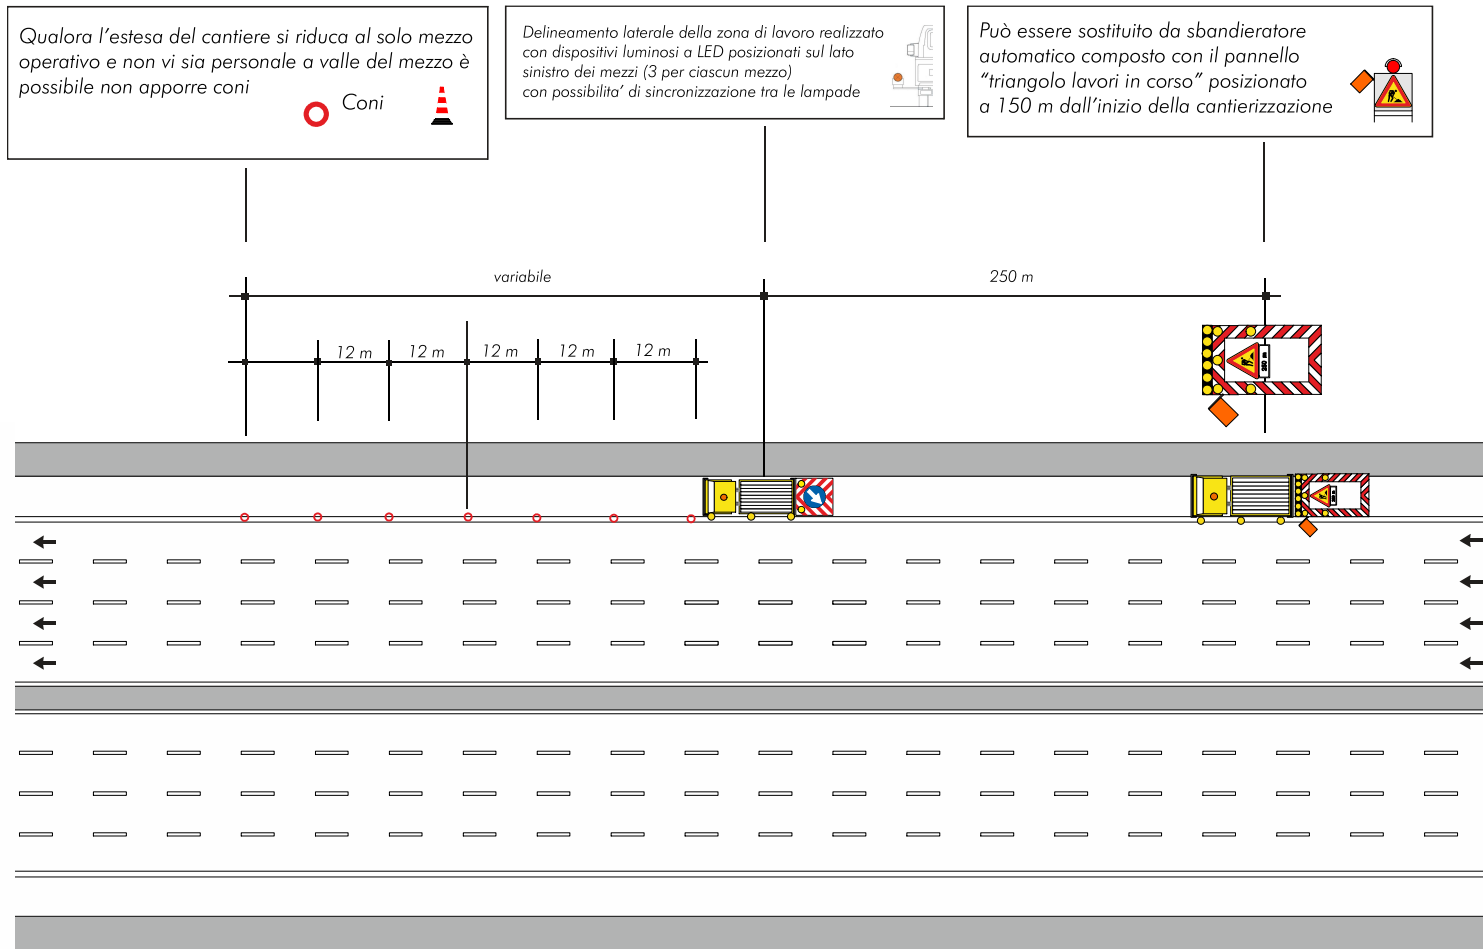 Qualora l'estesa del cantiere si riduca al solo mezzo
operativo e non vi sia personale a valle del mezzo è
possibile non apporre coni
Coni
Delineamento laterale della zona di lavoro realizzato
con dispositivi luminosi a LED posizionati sul lato
sinistro dei mezzi (3 per ciascun mezzo)
con possibilita' di sincronizzazione tra le lampade
Può essere sostituito da sbandieratore
automatico composto con il pannello
"triangolo lavori in corso" posizionato
a 150 m dall'inizio della cantierizzazione
variabile
250 m
12 m
12 m
12 m
12 m
12 m
250 m